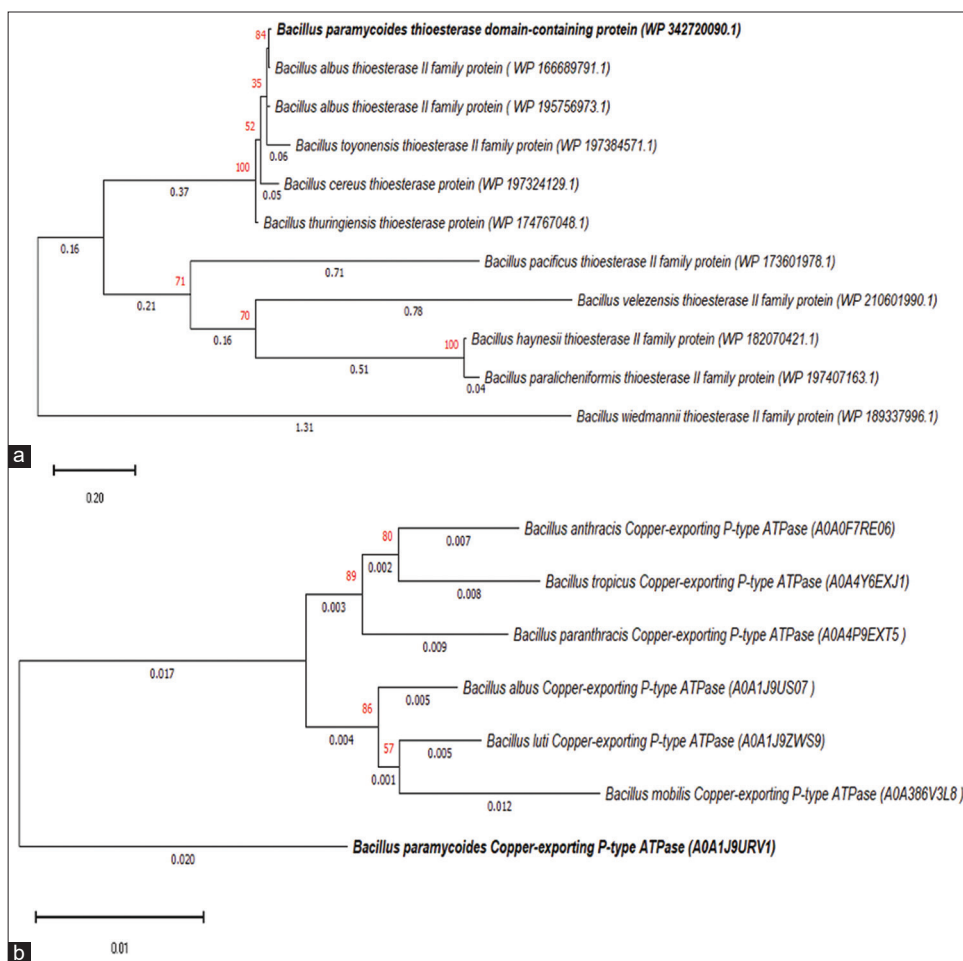 84
Bacillus paramycoides thioesterase domain-containing protein (WP 342720090.1)
Bacillus albus thioesterase II family protein ( WP 166689791.1)
35
Bacillus albus thioesterase II family protein ( WP 195756973.1)
52
Bacillus toyonensis thioesterase II family protein (WP 197384571.1)
0.06
100
Bacillus cereus thioesterase protein (WP 197324129.1)
0.37
0.05
Bacillus thuringiensis thioesterase protein (WP 174767048.1)
0.16
Bacillus pacificus thioesterase II family protein (WP 173601978.1)
71
0.71
0.21
Bacillus velezensis thioesterase II family protein (WP 210601990.1)
70
0.78
0.16
Bacillus haynesii thioesterase II family protein (WP 182070421.1)
100
0.51
Bacillus paralicheniformis thioesterase II family protein (WP 197407163.1)
0.04
Bacillus wiedmannii thioesterase II family protein (WP 189337996.1)
1.31
a
0.20
Bacillus anthracis Copper-exporting P-type ATPase (A0A0F7RE06)
80
0.007
0.002
89
Bacillus tropicus Copper-exporting P-type ATPase (A0A4Y6EXJ1)
0.008
0.003
Bacillus paranthracis Copper-exporting P-type ATPase (A0A4P9EXT5 )
0.009
0.017
Bacillus albus Copper-exporting P-type ATPase (A0A1J9US07 )
86
0.005
0.004
Bacillus luti Copper-exporting P-type ATPase (A0A1J9ZWS9)
57
0.005
0.001
Bacillus mobilis Copper-exporting P-type ATPase (A0A386V3L8 )
0.012
Bacillus paramycoides Copper-exporting P-type ATPase (A0A1J9URV1)
0.020
0.01
b